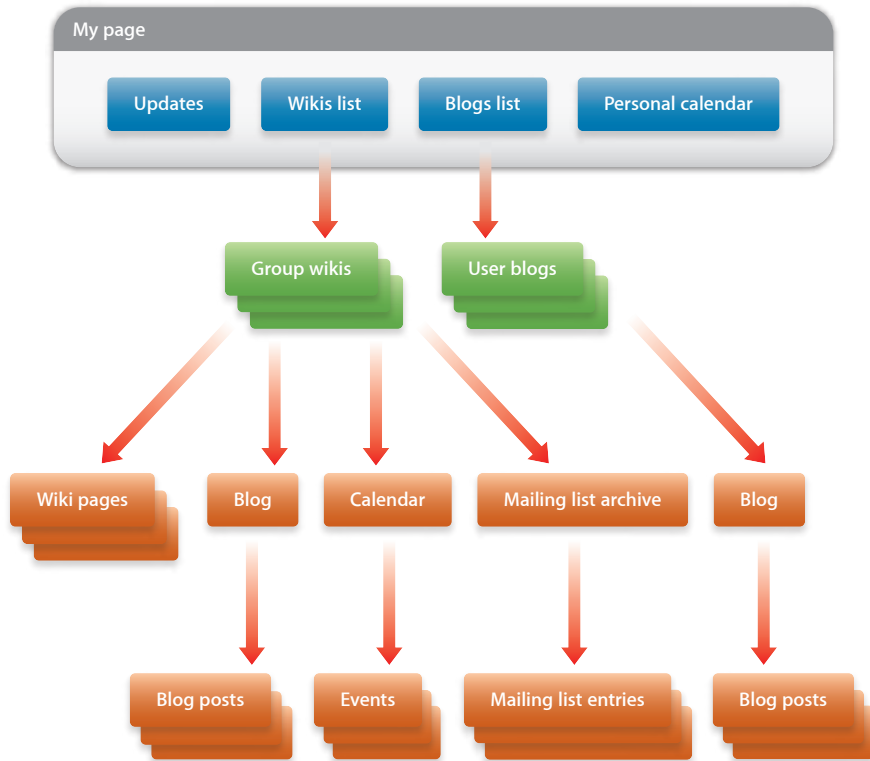 My page
Updates
Wikis list
Blogs list
Personal calendar
Group wikis
User blogs
Wiki pages
Blog
Calendar
Mailing list archive
Blog
Blog posts
Events
Mailing list entries
Blog posts